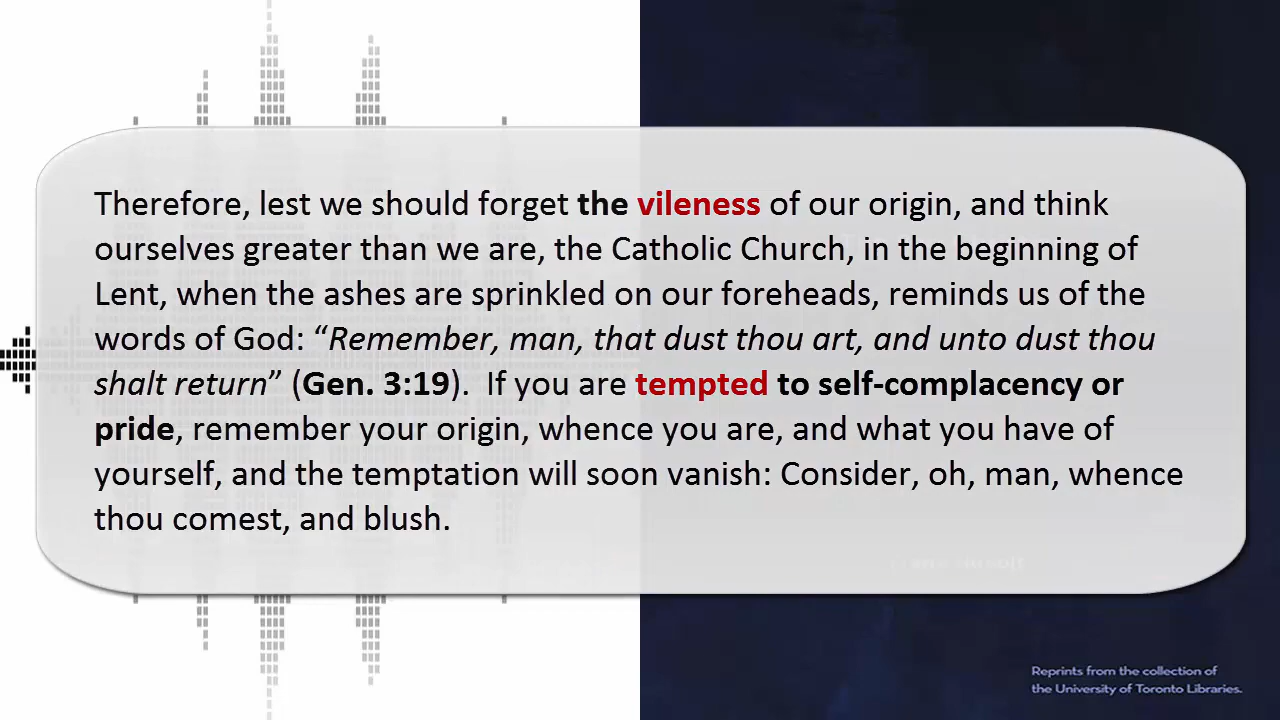 Therefore, lest we should forget the vileness of our origin, and think
ourselves greater than we are, the Catholic Church, in the beginning of
Lent, when the ashes are sprinkled on our foreheads, reminds us of the
words of God: “Remember, man, that dust thou art, and unto dust thou
shalt return” (Gen. 3:19).  If you are tempted to self-complacency or
pride, remember your origin, whence you are, and what you have of
yourself, and the temptation will soon vanish: Consider, oh, man, whence
thou comest, and blush.
Reprints from the collection of
the University of Toronto Libraries.